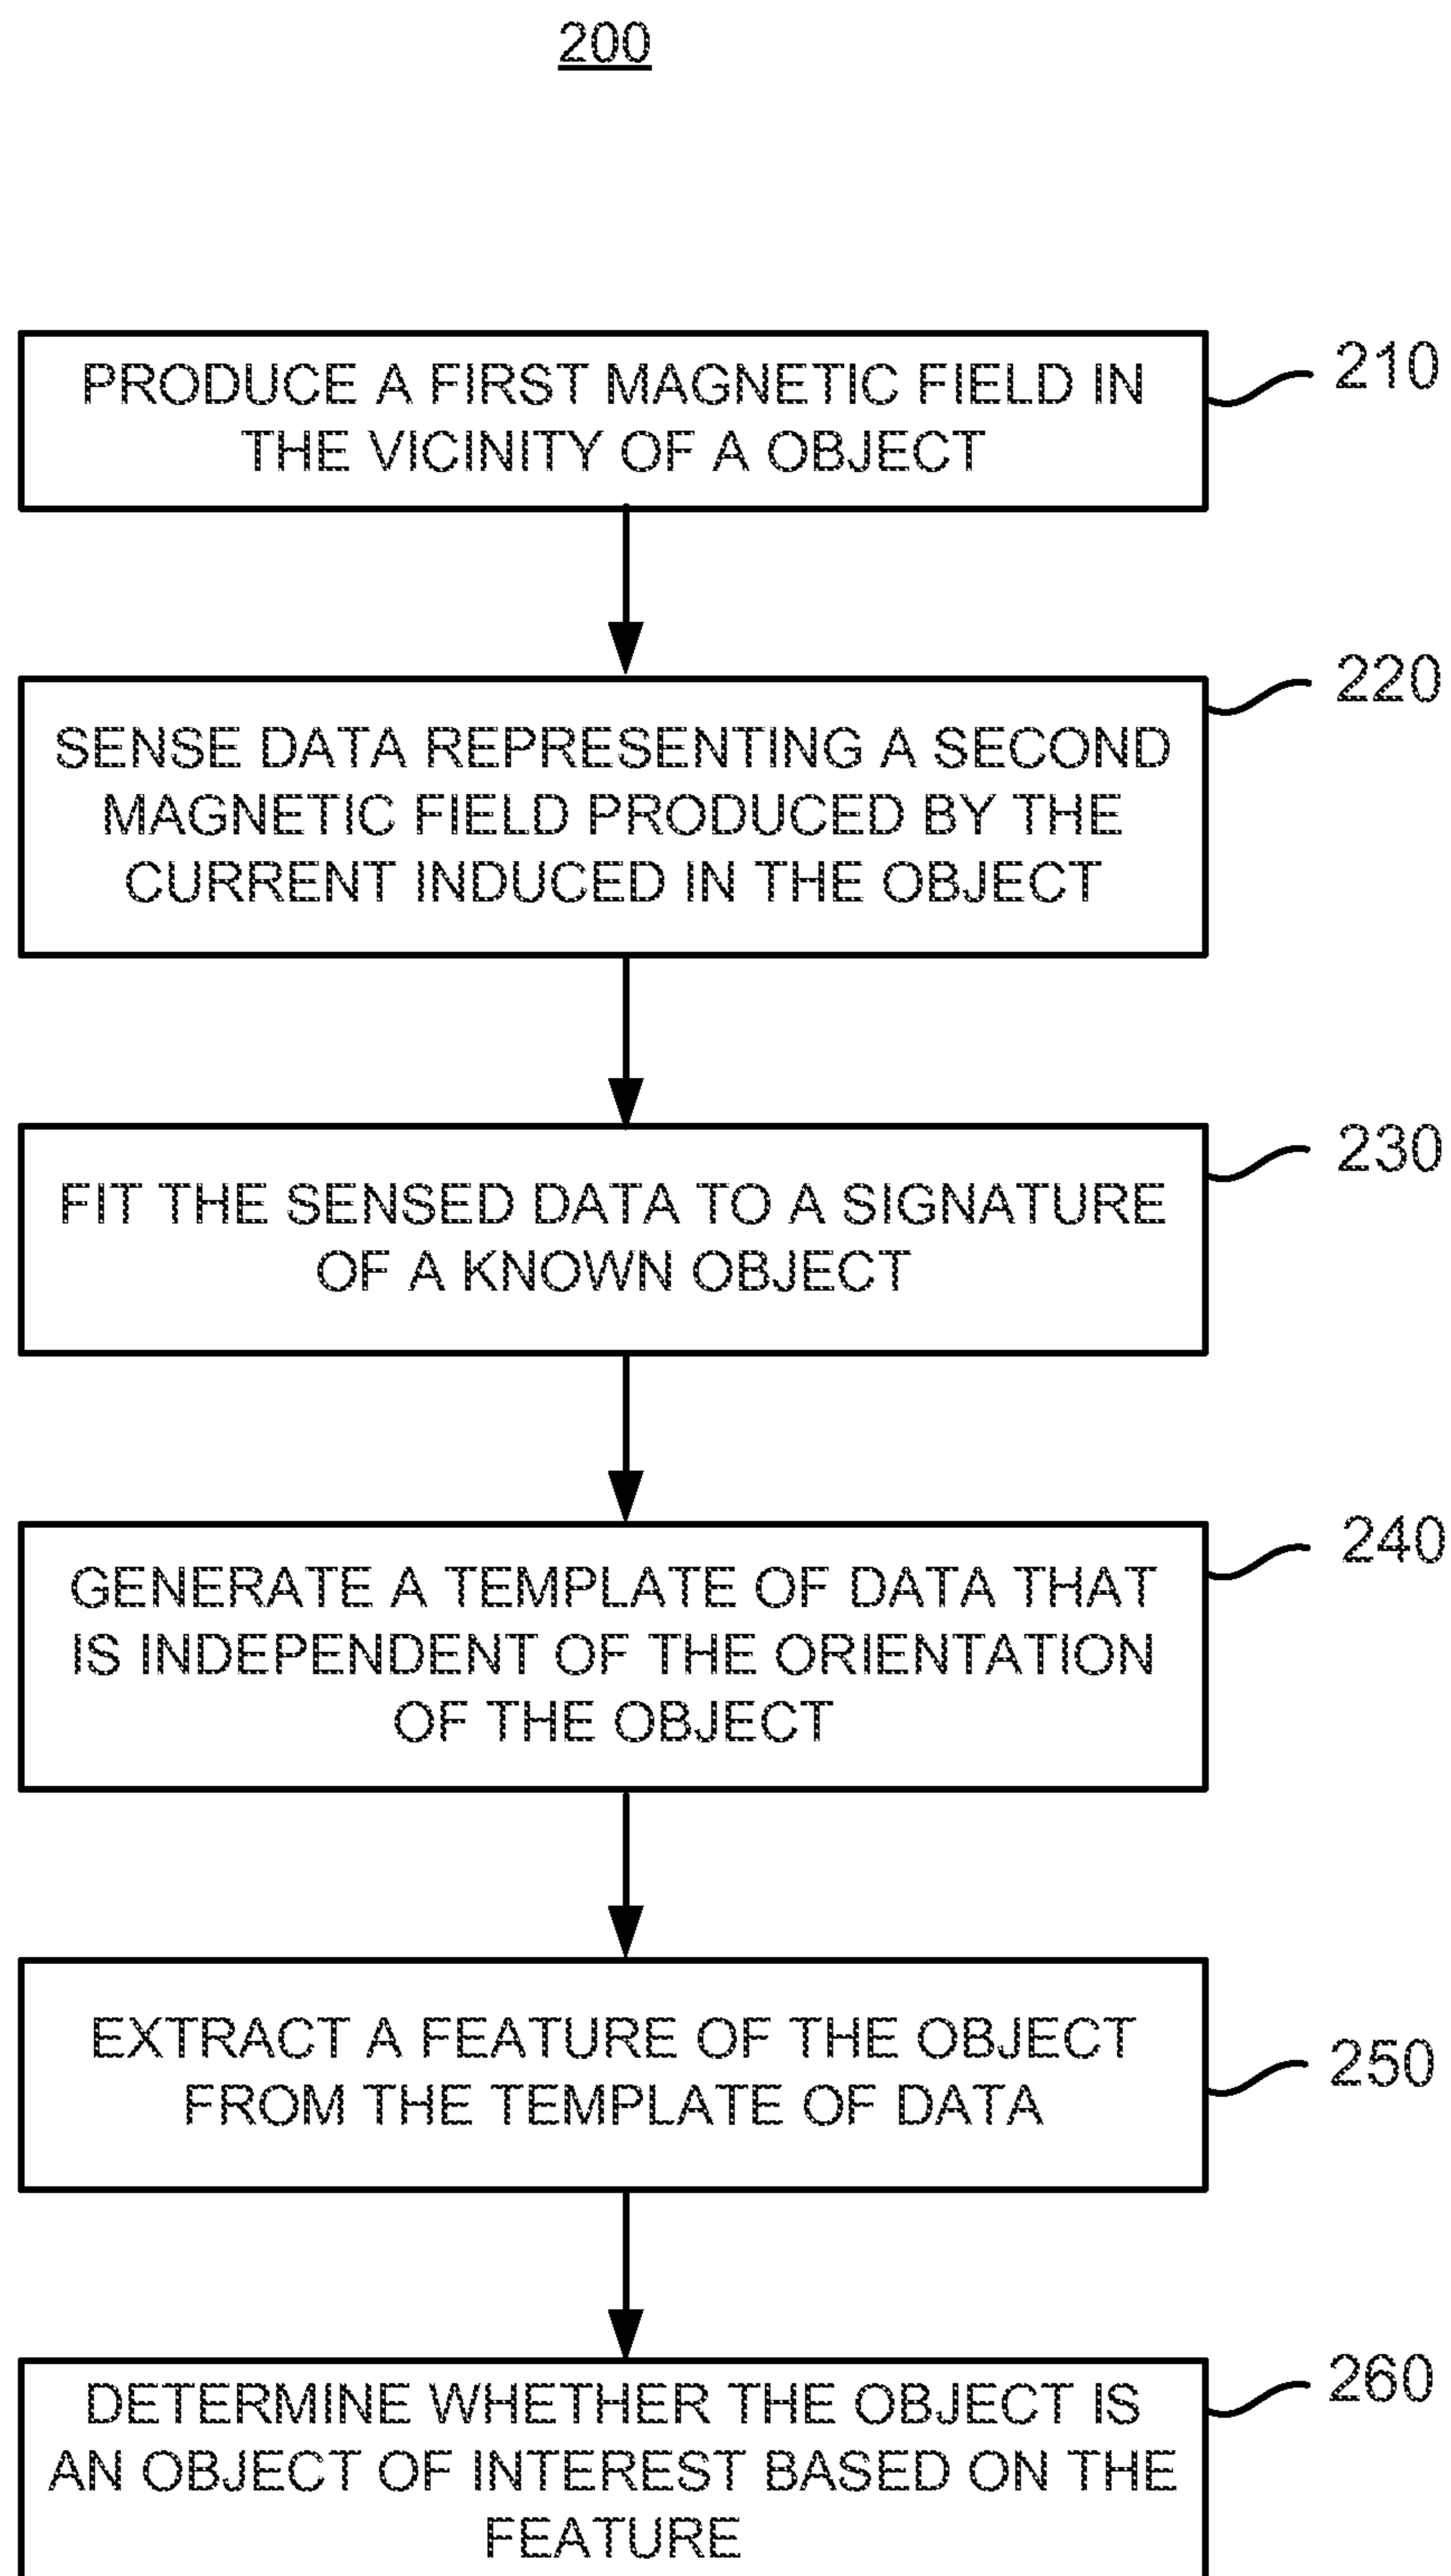 200
PRODUCE A FIRST MAGNETIC FIELD IN
THE VICINITY OF A OBJECT
210
SENSE DATA REPRESENTING A SECOND
MAGNETIC FIELD PRODUCED BY THE
CURRENT INDUCED IN THE OBJECT
220
FIT THE SENSED DATA TO A SIGNATURE
OF A KNOWN OBJECT
230
GENERATE A TEMPLATE OF DATA THAT
IS INDEPENDENT OF THE ORIENTATION
OF THE OBJECT
240
EXTRACT A FEATURE OF THE OBJECT
FROM THE TEMPLATE OF DATA
250
DETERMINE WHETHER THE OBJECT IS
AN OBJECT OF INTEREST BASED ON THE
FEATURE
260